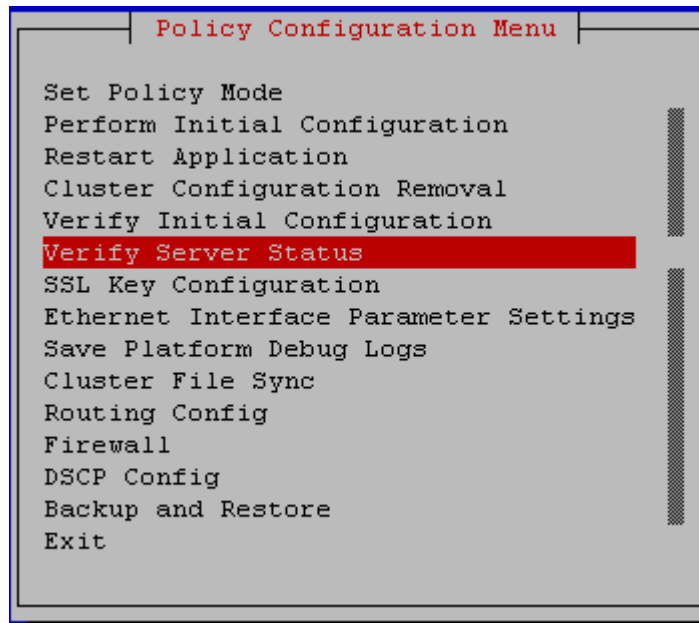 Policy Configuration Menu
Set Policy Mode
Perform Initial Configuration
Restart Application
Cluster Configuration Removal
Verify Initial Configuration
Verify Server Status
SSL Key Configuration
Ethernet Interface Parameter Settings
Save Platform Debug Logs
Cluster File Sync
Routing Config
Firewall
DSCP Config
Backup and Restore
Exit